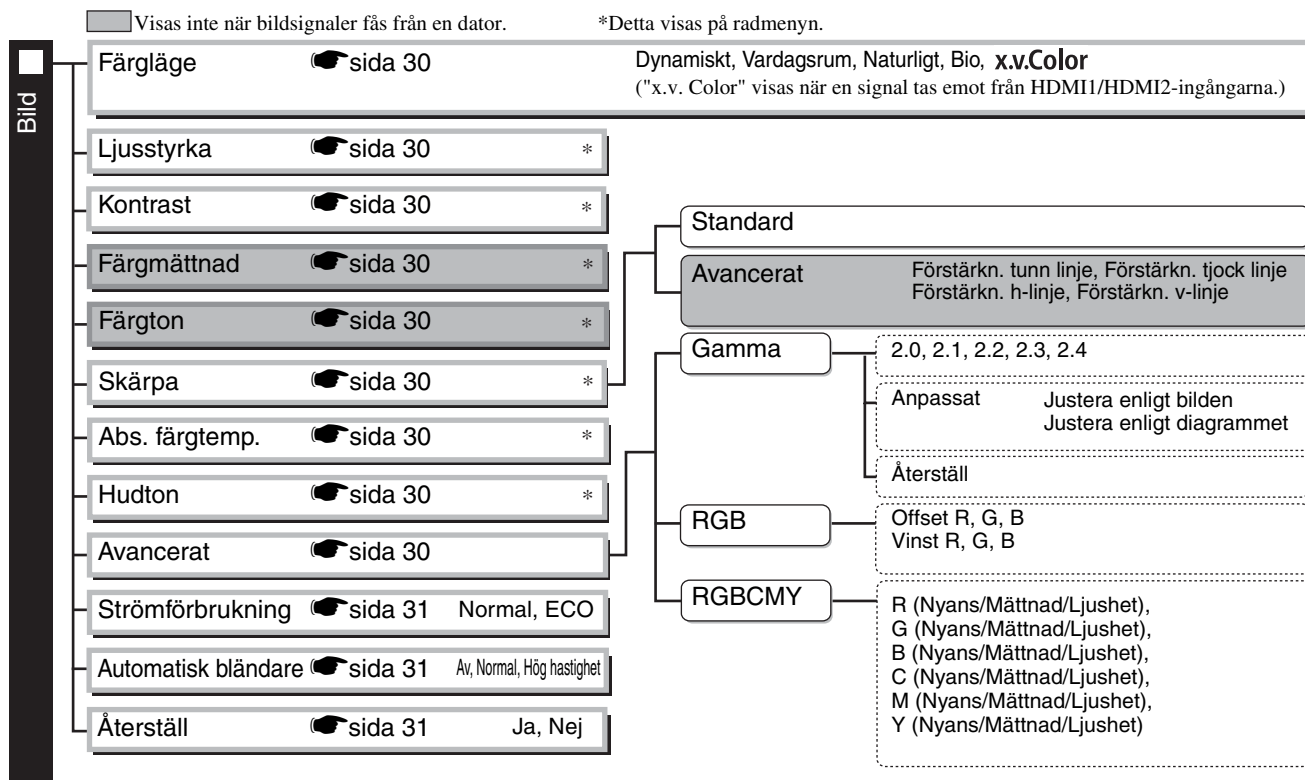 Visas inte när bildsignaler fås från en dator.
*Detta visas på radmenyn.
Bild
Färgläge sida 30 Dynamiskt, Vardagsrum, Naturligt, Bio, x.v.Color
("x.v. Color" visas när en signal tas emot från HDMI1/HDMI2-ingångarna.)
Ljusstyrka sida 30 *
Kontrast sida 30 *
Färgmättnad sida 30 *
Färgton sida 30 *
Skärpa sida 30 *
Abs. färgtemp. sida 30 *
Hudton sida 30 *
Avancerat sida 30
Strömförbrukning sida 31 Normal, ECO
Automatisk bländare sida 31 Av, Normal, Hög hastighet
Återställ sida 31 Ja, Nej
Standard
Avancerat Förstärkn. tunn linje, Förstärkn. tjock linje
Förstärkn. h-linje, Förstärkn. v-linje
Gamma
2.0, 2.1, 2.2, 2.3, 2.4
Anpassat Justera enligt bilden
Justera enligt diagrammet
Återställ
RGB
Offset R, G, B
Vinst R, G, B
RGBCMY
R (Nyans/Mättnad/Ljushet),
G (Nyans/Mättnad/Ljushet),
B (Nyans/Mättnad/Ljushet),
C (Nyans/Mättnad/Ljushet),
M (Nyans/Mättnad/Ljushet),
Y (Nyans/Mättnad/Ljushet)